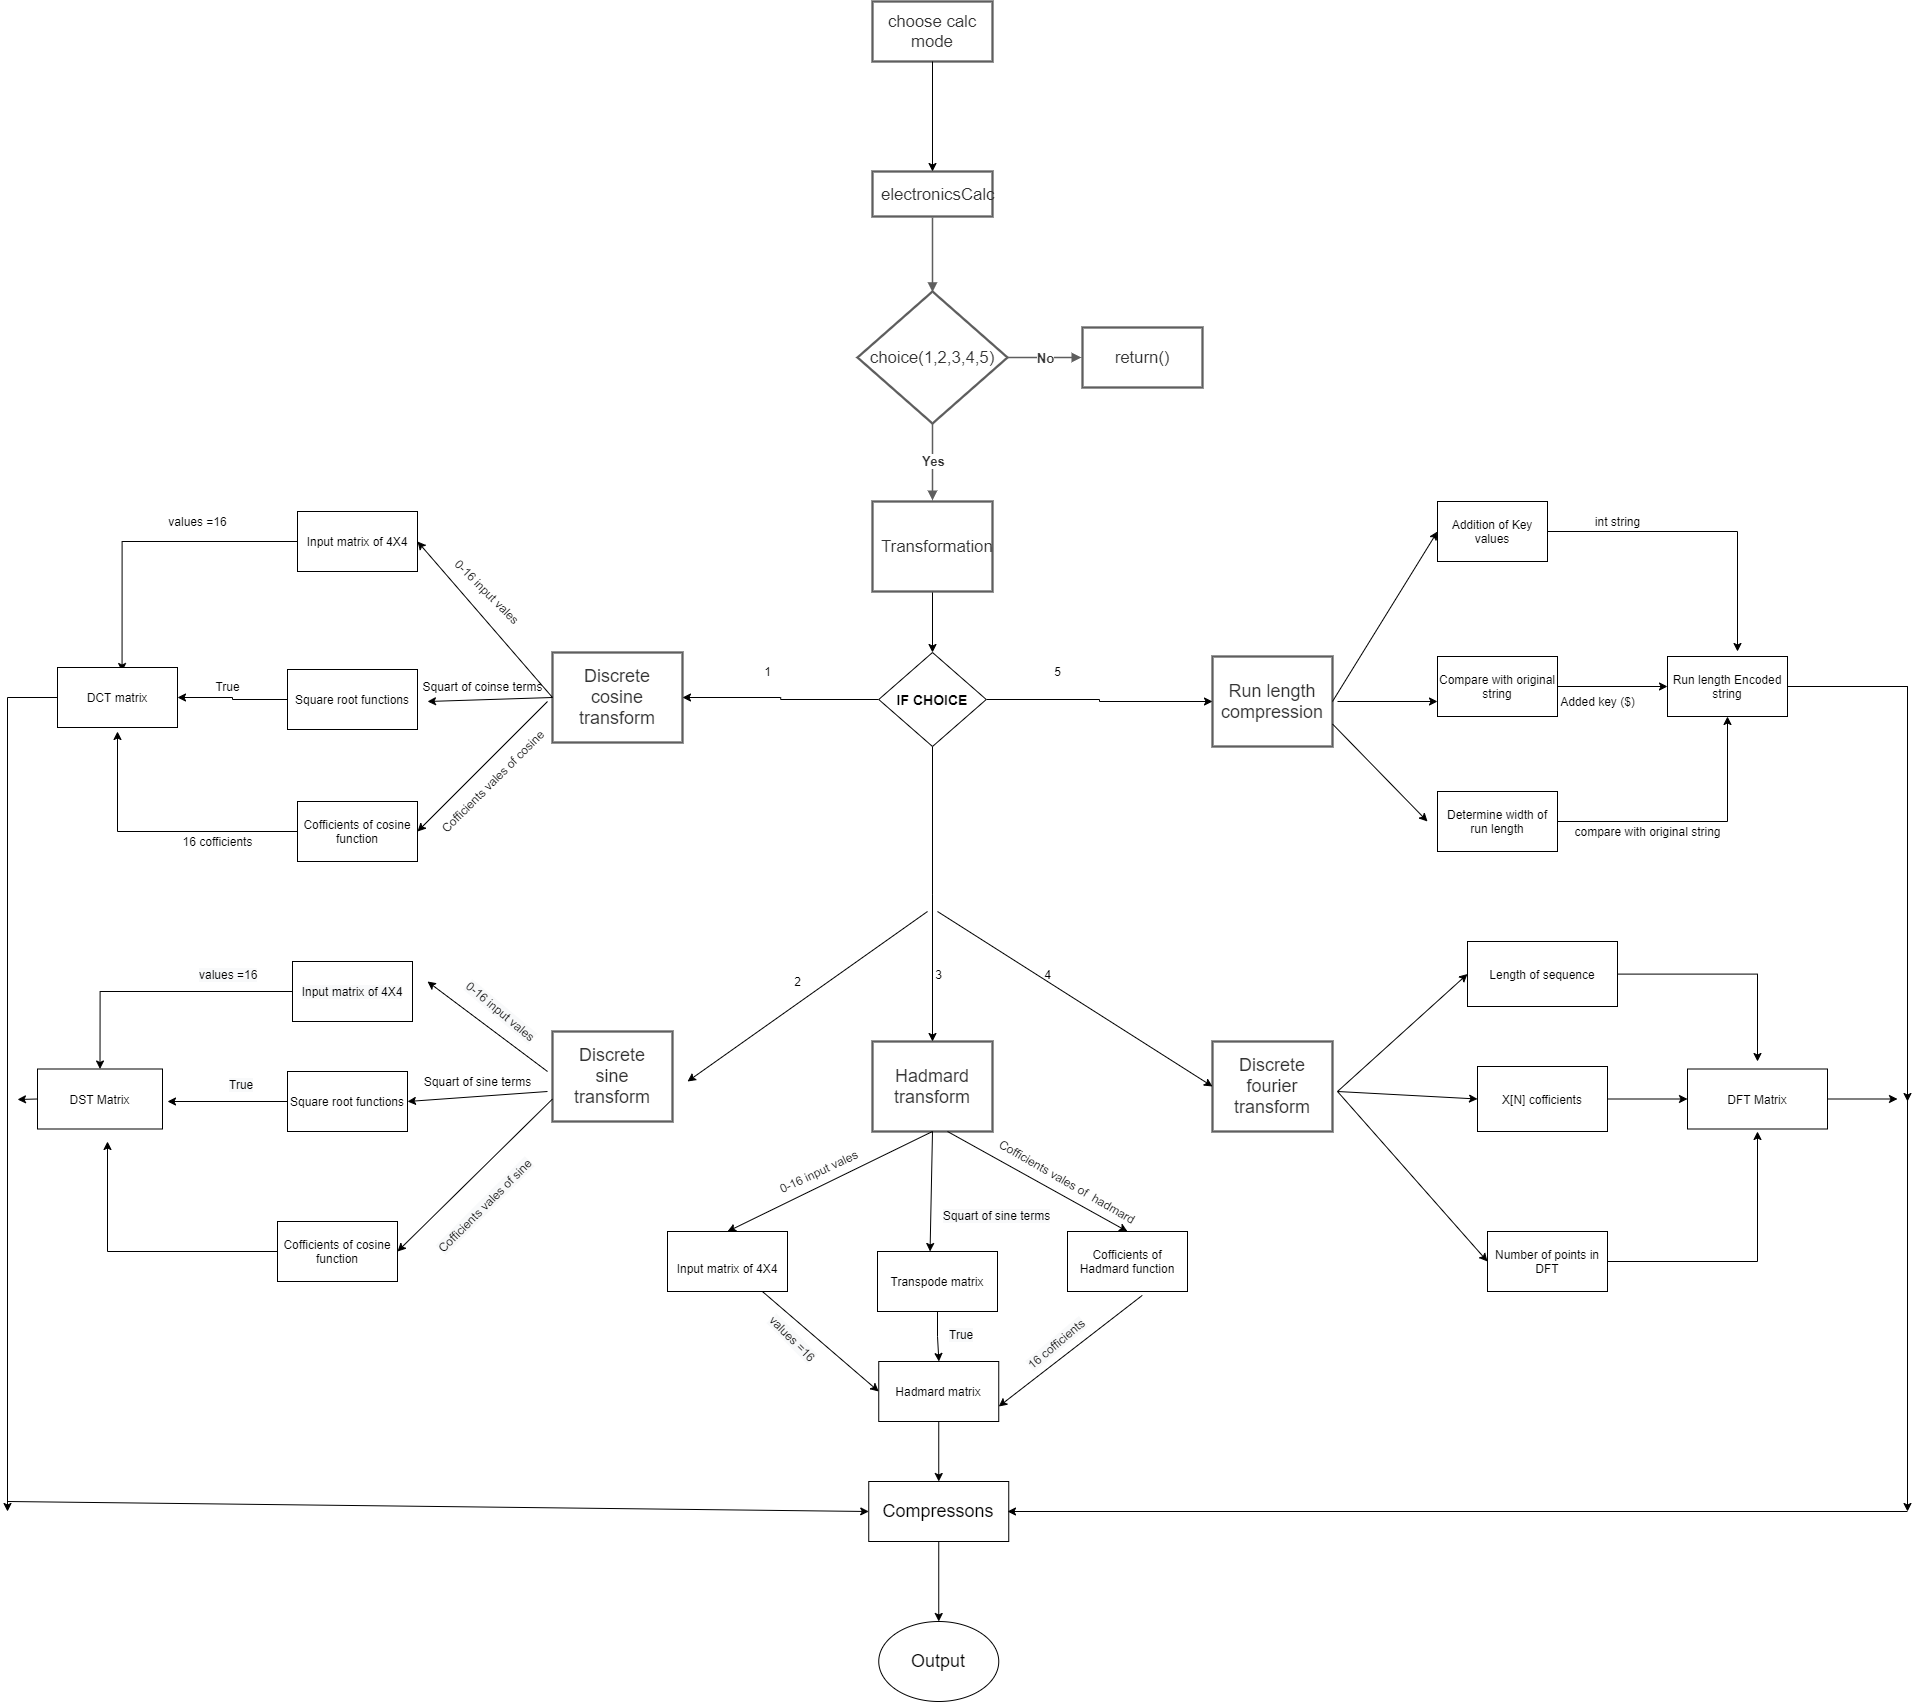 choose calc
mode
electronicsCalc
choice(1,2,3,4,5)
No
return()
Yes
Transformation
IF CHOICE
1
5
Discrete
cosine
transform
0-16 input vales
Squart of coinse terms
Cofficients vales of cosine
Input matrix of 4X4
values =16
Square root functions
True
Cofficients of cosine
function
16 cofficients
DCT matrix
Run length
compression
Addition of Key
values
int string
Compare with original
string
Added key ($)
Determine width of
run length
compare with original string
Run length Encoded
string
2
3
4
Discrete
sine
transform
0-16 input vales
Squart of sine terms
Cofficients vales of sine
Input matrix of 4X4
values =16
Square root functions
True
Cofficients of cosine
function
DST Matrix
Hadmard
transform
0-16 input vales
Squart of sine terms
Cofficients vales of hadmard
Input matrix of 4X4
Transpode matrix
Cofficients of
Hadmard function
values =16
True
16 cofficients
Hadmard matrix
Discrete
fourier
transform
Length of sequence
X[N] cofficients
Number of points in
DFT
DFT Matrix
Compressons
Output